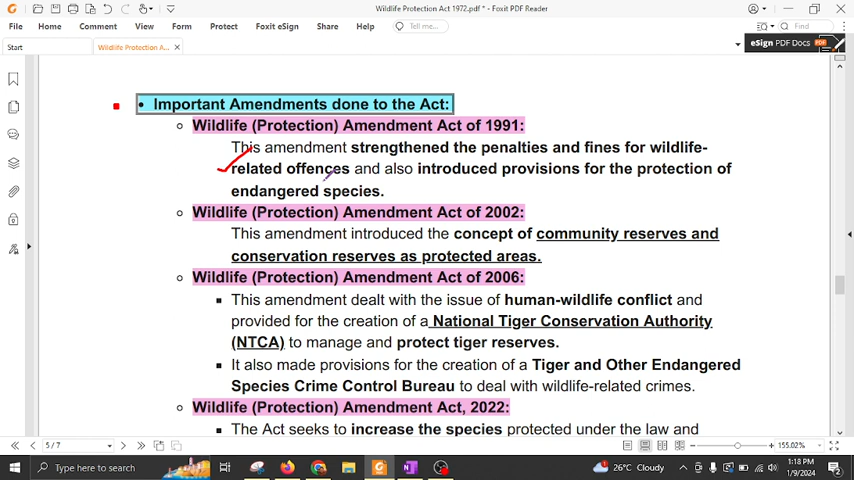 Wildlife Protection Act 1972.pdf * - Foxit PDF Reader
File Home Comment View Form Protect Foxit eSign Share Help Tell me... Find
Start Wildlife Protection A... eSign PDF Docs
• Important Amendments done to the Act:
Wildlife (Protection) Amendment Act of 1991:
This amendment strengthened the penalties and fines for wildlife-
related offences and also introduced provisions for the protection of
endangered species.
Wildlife (Protection) Amendment Act of 2002:
This amendment introduced the concept of community reserves and
conservation reserves as protected areas.
Wildlife (Protection) Amendment Act of 2006:
This amendment dealt with the issue of human-wildlife conflict and
provided for the creation of a National Tiger Conservation Authority
(NTCA) to manage and protect tiger reserves.
It also made provisions for the creation of a Tiger and Other Endangered
Species Crime Control Bureau to deal with wildlife-related crimes.
Wildlife (Protection) Amendment Act, 2022:
The Act seeks to increase the species protected under the law and
5 / 7 155.02%
Type here to search 26°C Cloudy 1:18 PM
1/9/2024